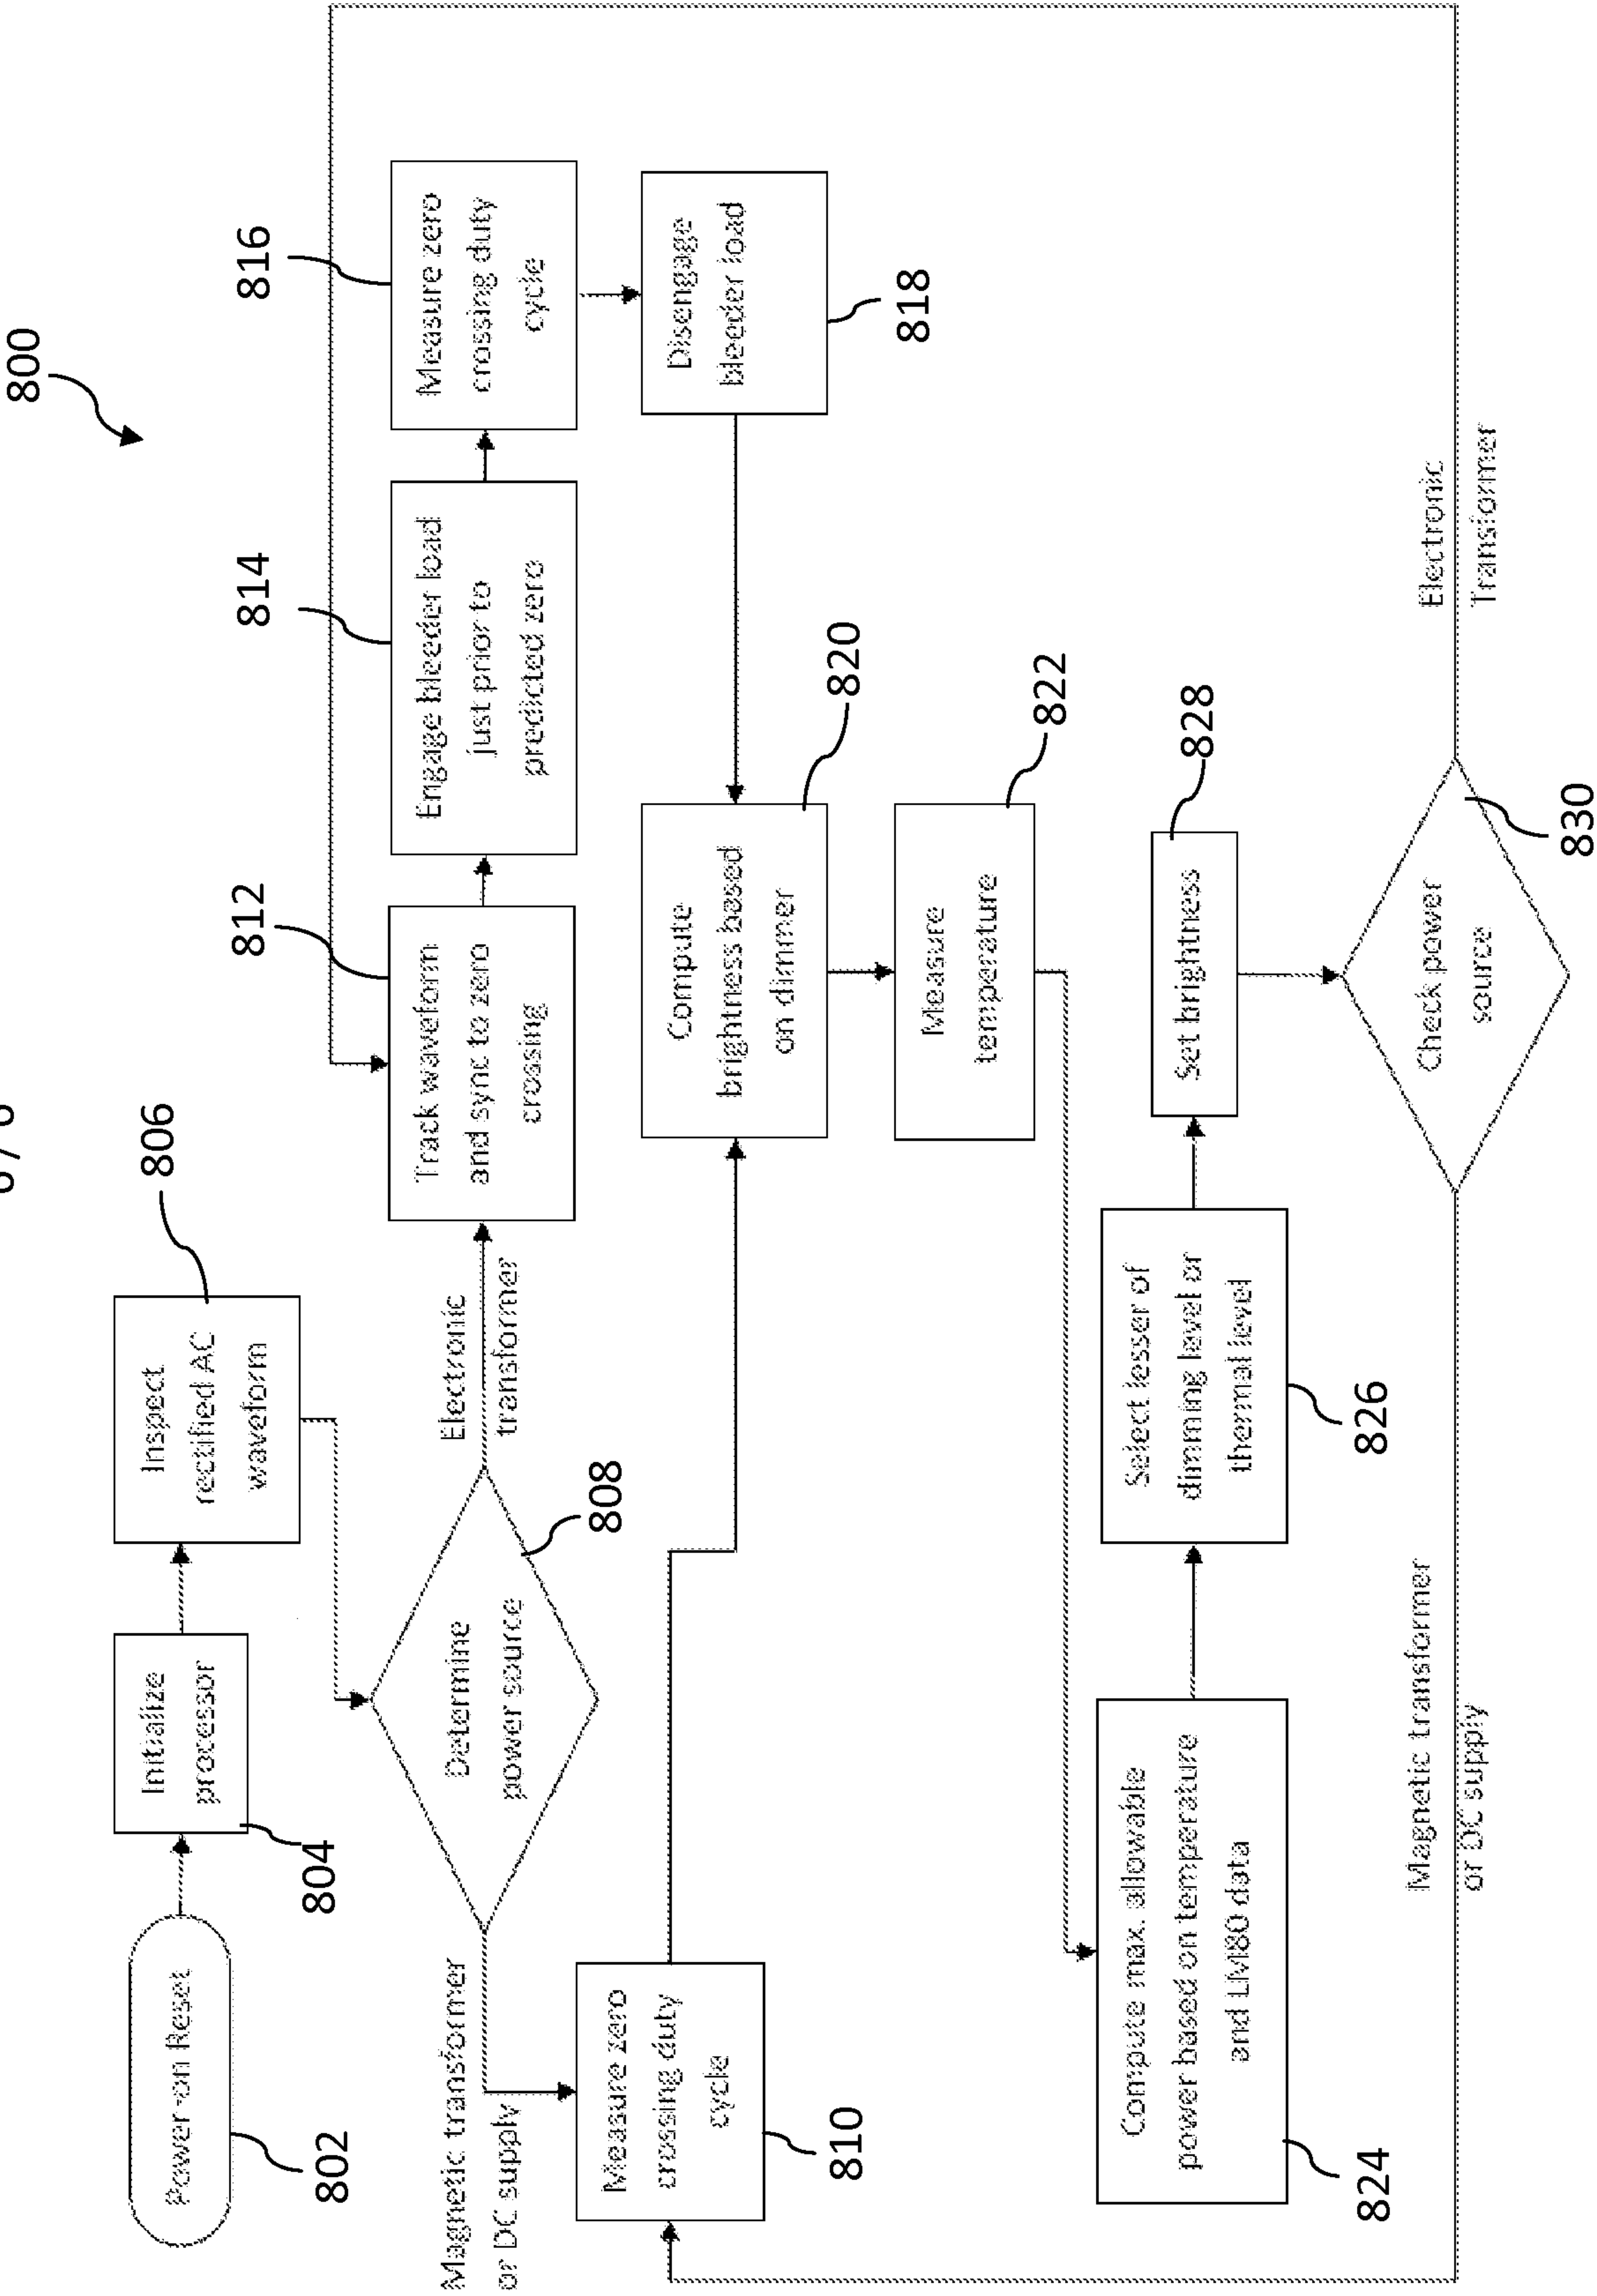 800
Power-on Reset
802
Initialize
processor
804
Inspect
rectified AC
waveform
806
Determine
power source
808
Magnetic transformer
or DC supply
Electronic
transformer
Measure zero
crossing duty
cycle
810
Track waveform
and sync to zero
crossing
812
Engage bleeder load
just prior to
predicted zero
814
Measure zero
crossing duty
cycle
816
Disengage
bleeder load
818
Compute
brightness based
on dimmer
820
Measure
temperature
822
Compute max. allowable
power based on temperature
and LM80 data
824
Select lesser of
dimming level or
thermal level
826
Set brightness
828
Check power
source
830
Magnetic transformer
or DC supply
Electronic
Transformer